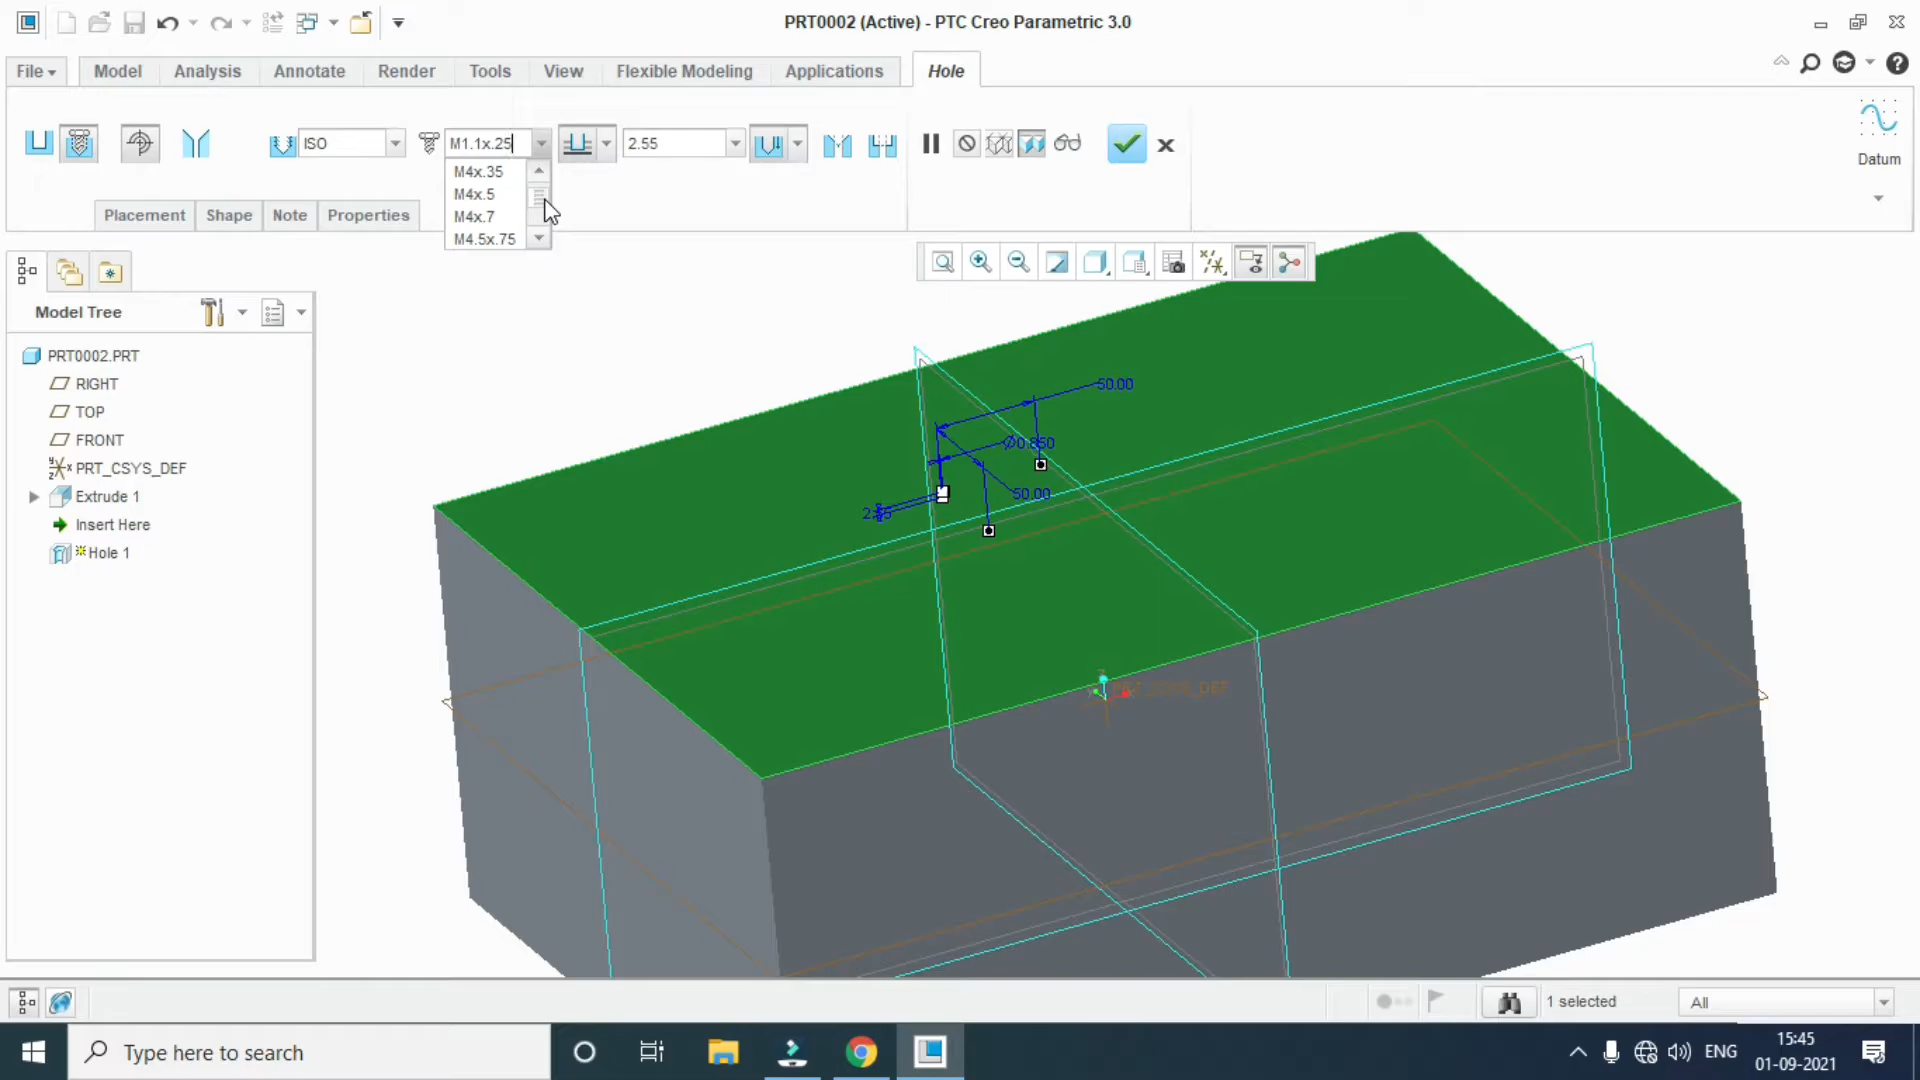 PRT0002 (Active) - PTC Creo Parametric 3.0
File
Model
Analysis
Annotate
Render
Tools
View
Flexible Modeling
Applications
Hole
ISO
M1.1x.25
2.55
Datum
M4x.35
M4x.5
M4x.7
M4.5x.75
Placement
Shape
Note
Properties
Model Tree
PRT0002.PRT
RIGHT
TOP
FRONT
PRT_CSYS_DEF
Extrude 1
Insert Here
Hole 1
50.00
Ø0.850
50.00
PRT_CSYS_DEF
1 selected
All
Type here to search
ENG
15:45
01-09-2021